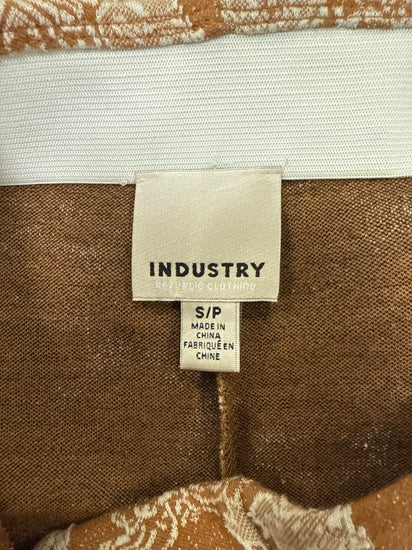 INDUSTRY
REPUBLIC CLOTHING
S/P
MADE IN
CHINA
FABRIQUÉ EN
CHINE